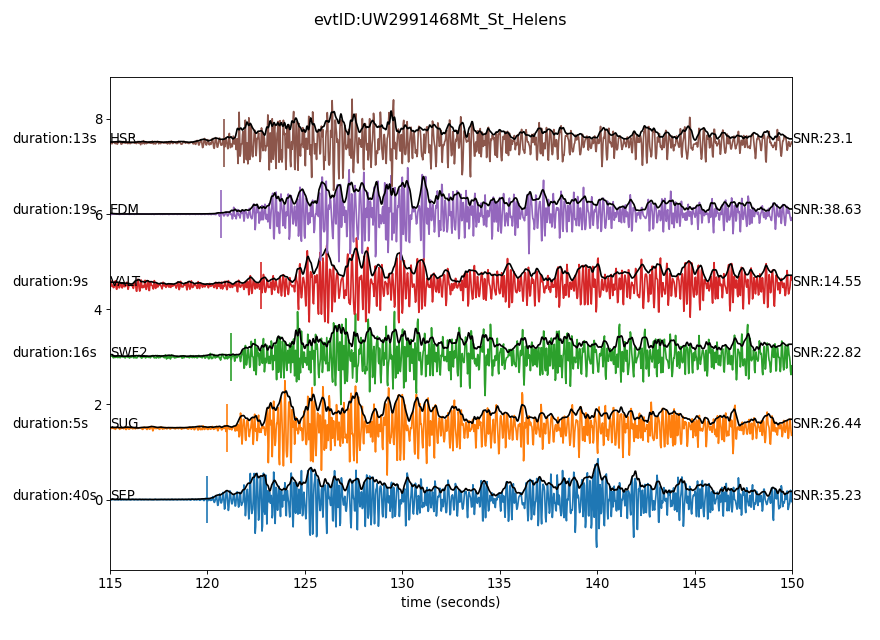 evtID:UW2991468Mt_St_Helens
8
duration:13s HSR SNR:23.1
duration:19s EDM SNR:38.63
6
duration:9s VALT SNR:14.55
4
duration:16s SWF2 SNR:22.82
2
duration:5s SUG SNR:26.44
duration:40s SEP SNR:35.23
0
115 120 125 130 135 140 145 150
time (seconds)